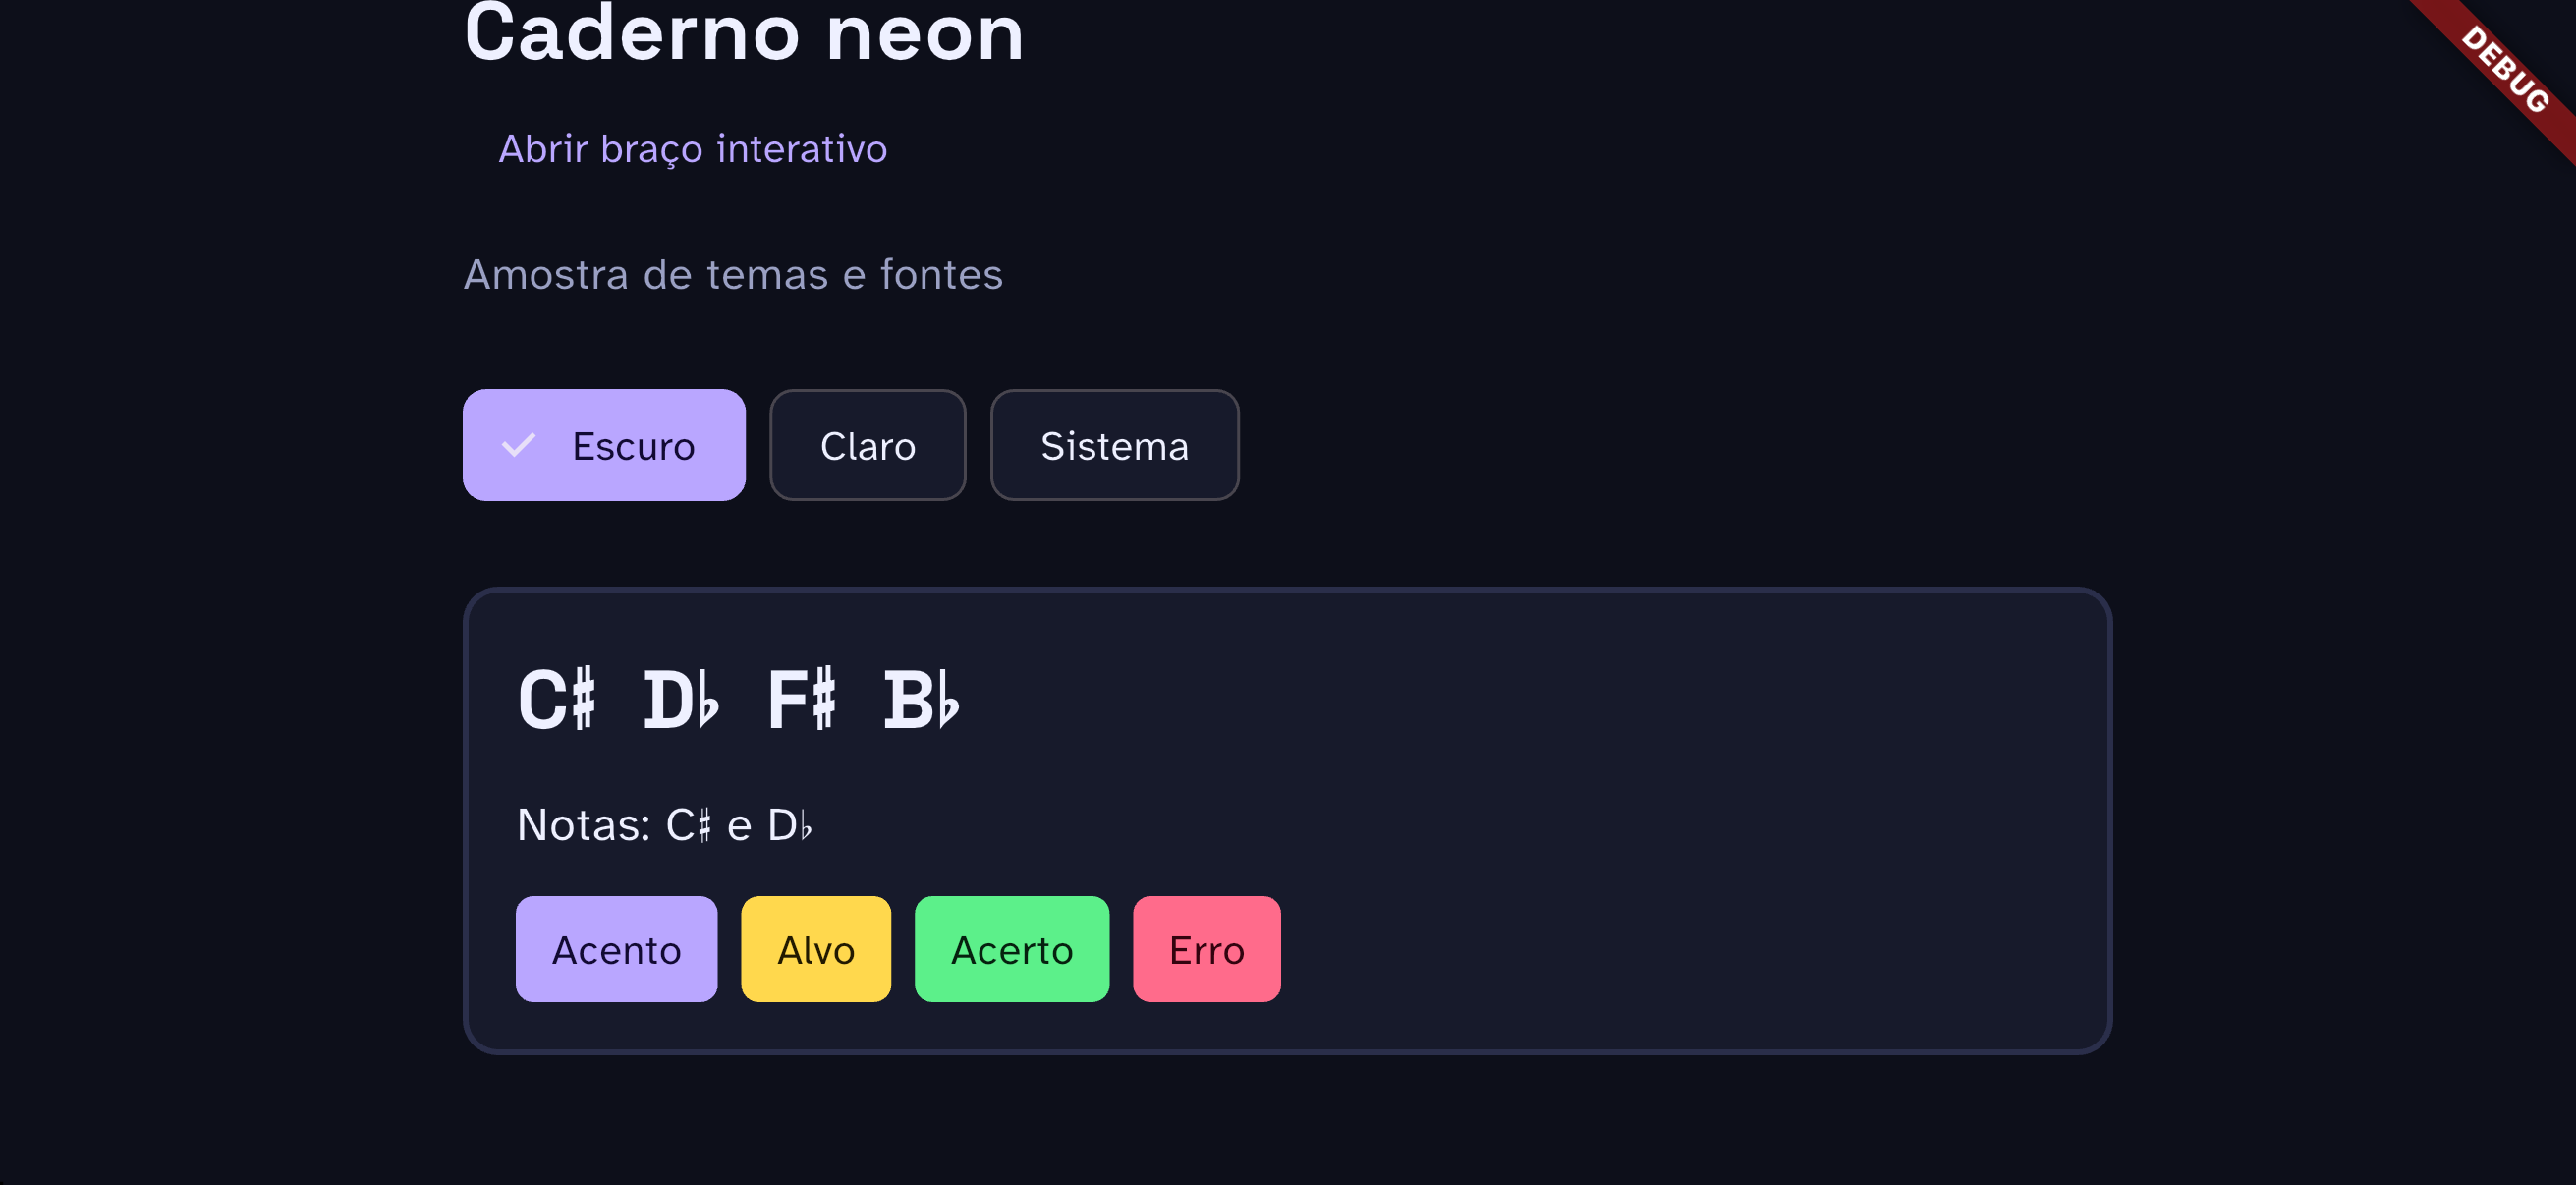 Caderno neon
DEBUG
Abrir braço interativo
Amostra de temas e fontes
Escuro Claro Sistema
C♯ D♭ F♯ B♭
Notas: C♯ e D♭
Acento Alvo Acerto Erro